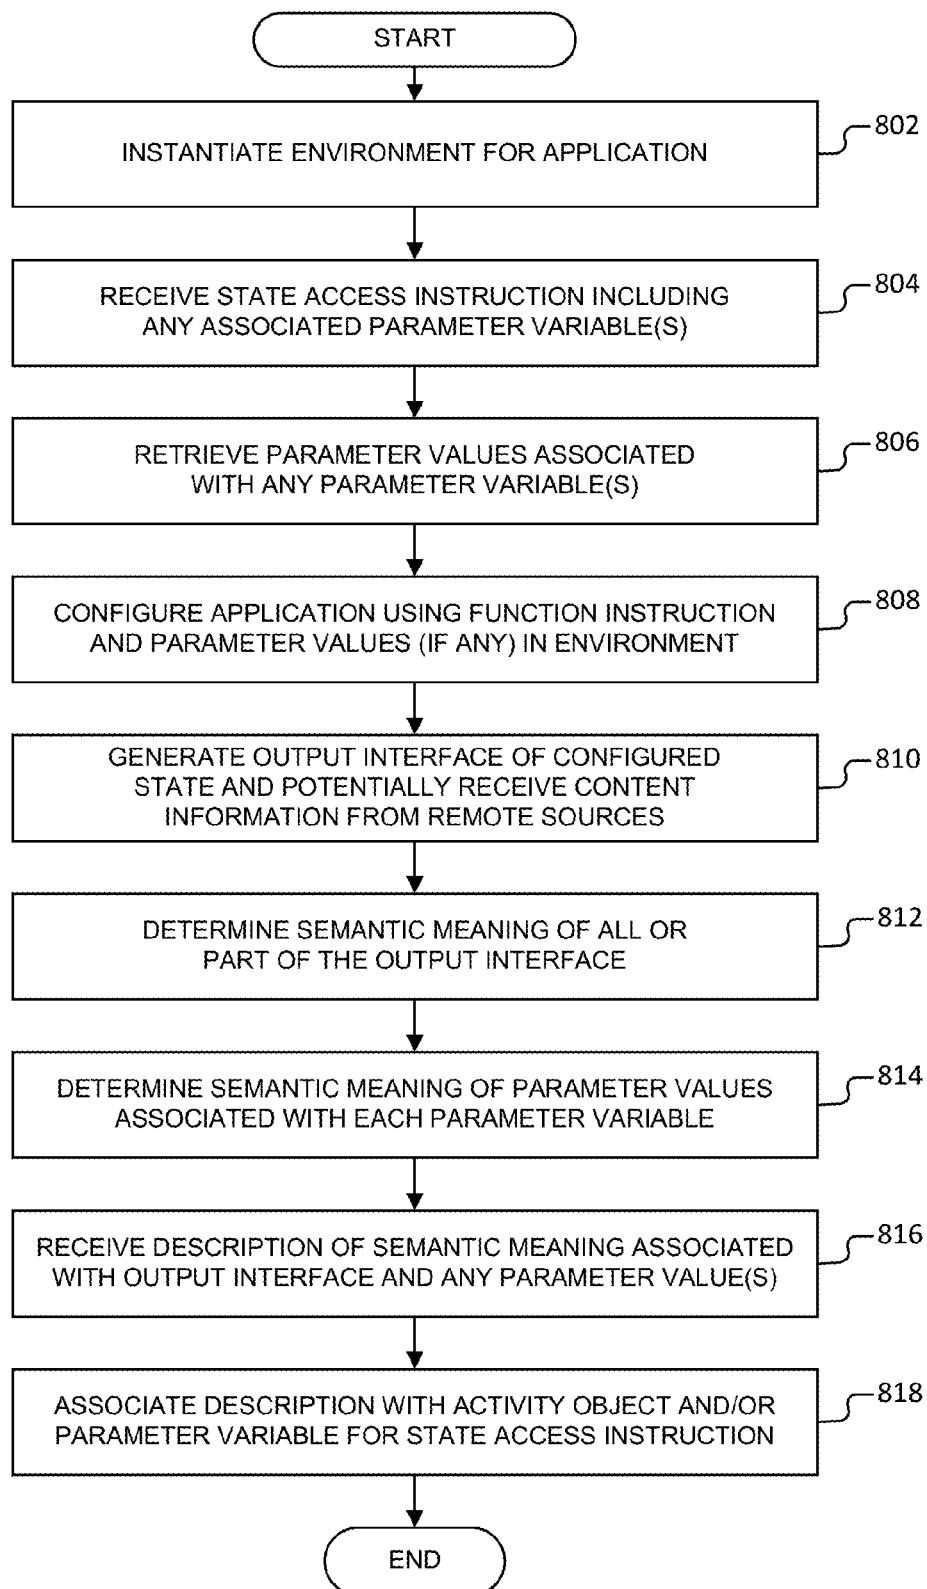 START
INSTANTIATE ENVIRONMENT FOR APPLICATION
802
RECEIVE STATE ACCESS INSTRUCTION INCLUDING
ANY ASSOCIATED PARAMETER VARIABLE(S)
804
RETRIEVE PARAMETER VALUES ASSOCIATED
WITH ANY PARAMETER VARIABLE(S)
806
CONFIGURE APPLICATION USING FUNCTION INSTRUCTION
AND PARAMETER VALUES (IF ANY) IN ENVIRONMENT
808
GENERATE OUTPUT INTERFACE OF CONFIGURED
STATE AND POTENTIALLY RECEIVE CONTENT
INFORMATION FROM REMOTE SOURCES
810
DETERMINE SEMANTIC MEANING OF ALL OR
PART OF THE OUTPUT INTERFACE
812
DETERMINE SEMANTIC MEANING OF PARAMETER VALUES
ASSOCIATED WITH EACH PARAMETER VARIABLE
814
RECEIVE DESCRIPTION OF SEMANTIC MEANING ASSOCIATED
WITH OUTPUT INTERFACE AND ANY PARAMETER VALUE(S)
816
ASSOCIATE DESCRIPTION WITH ACTIVITY OBJECT AND/OR
PARAMETER VARIABLE FOR STATE ACCESS INSTRUCTION
818
END